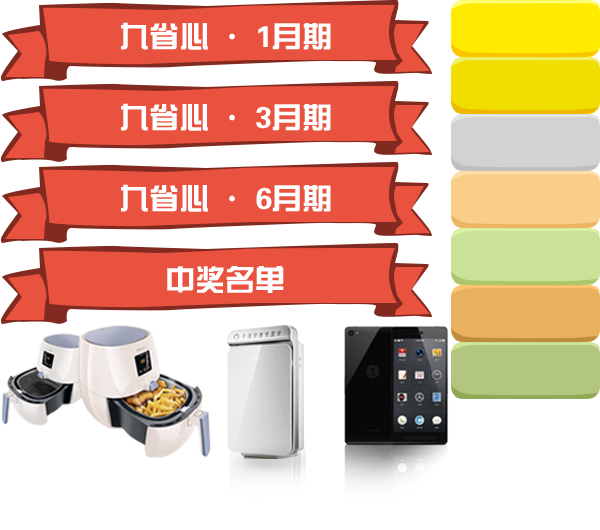 九省心 · 1月期
九省心 · 3月期
九省心 · 6月期
中奖名单